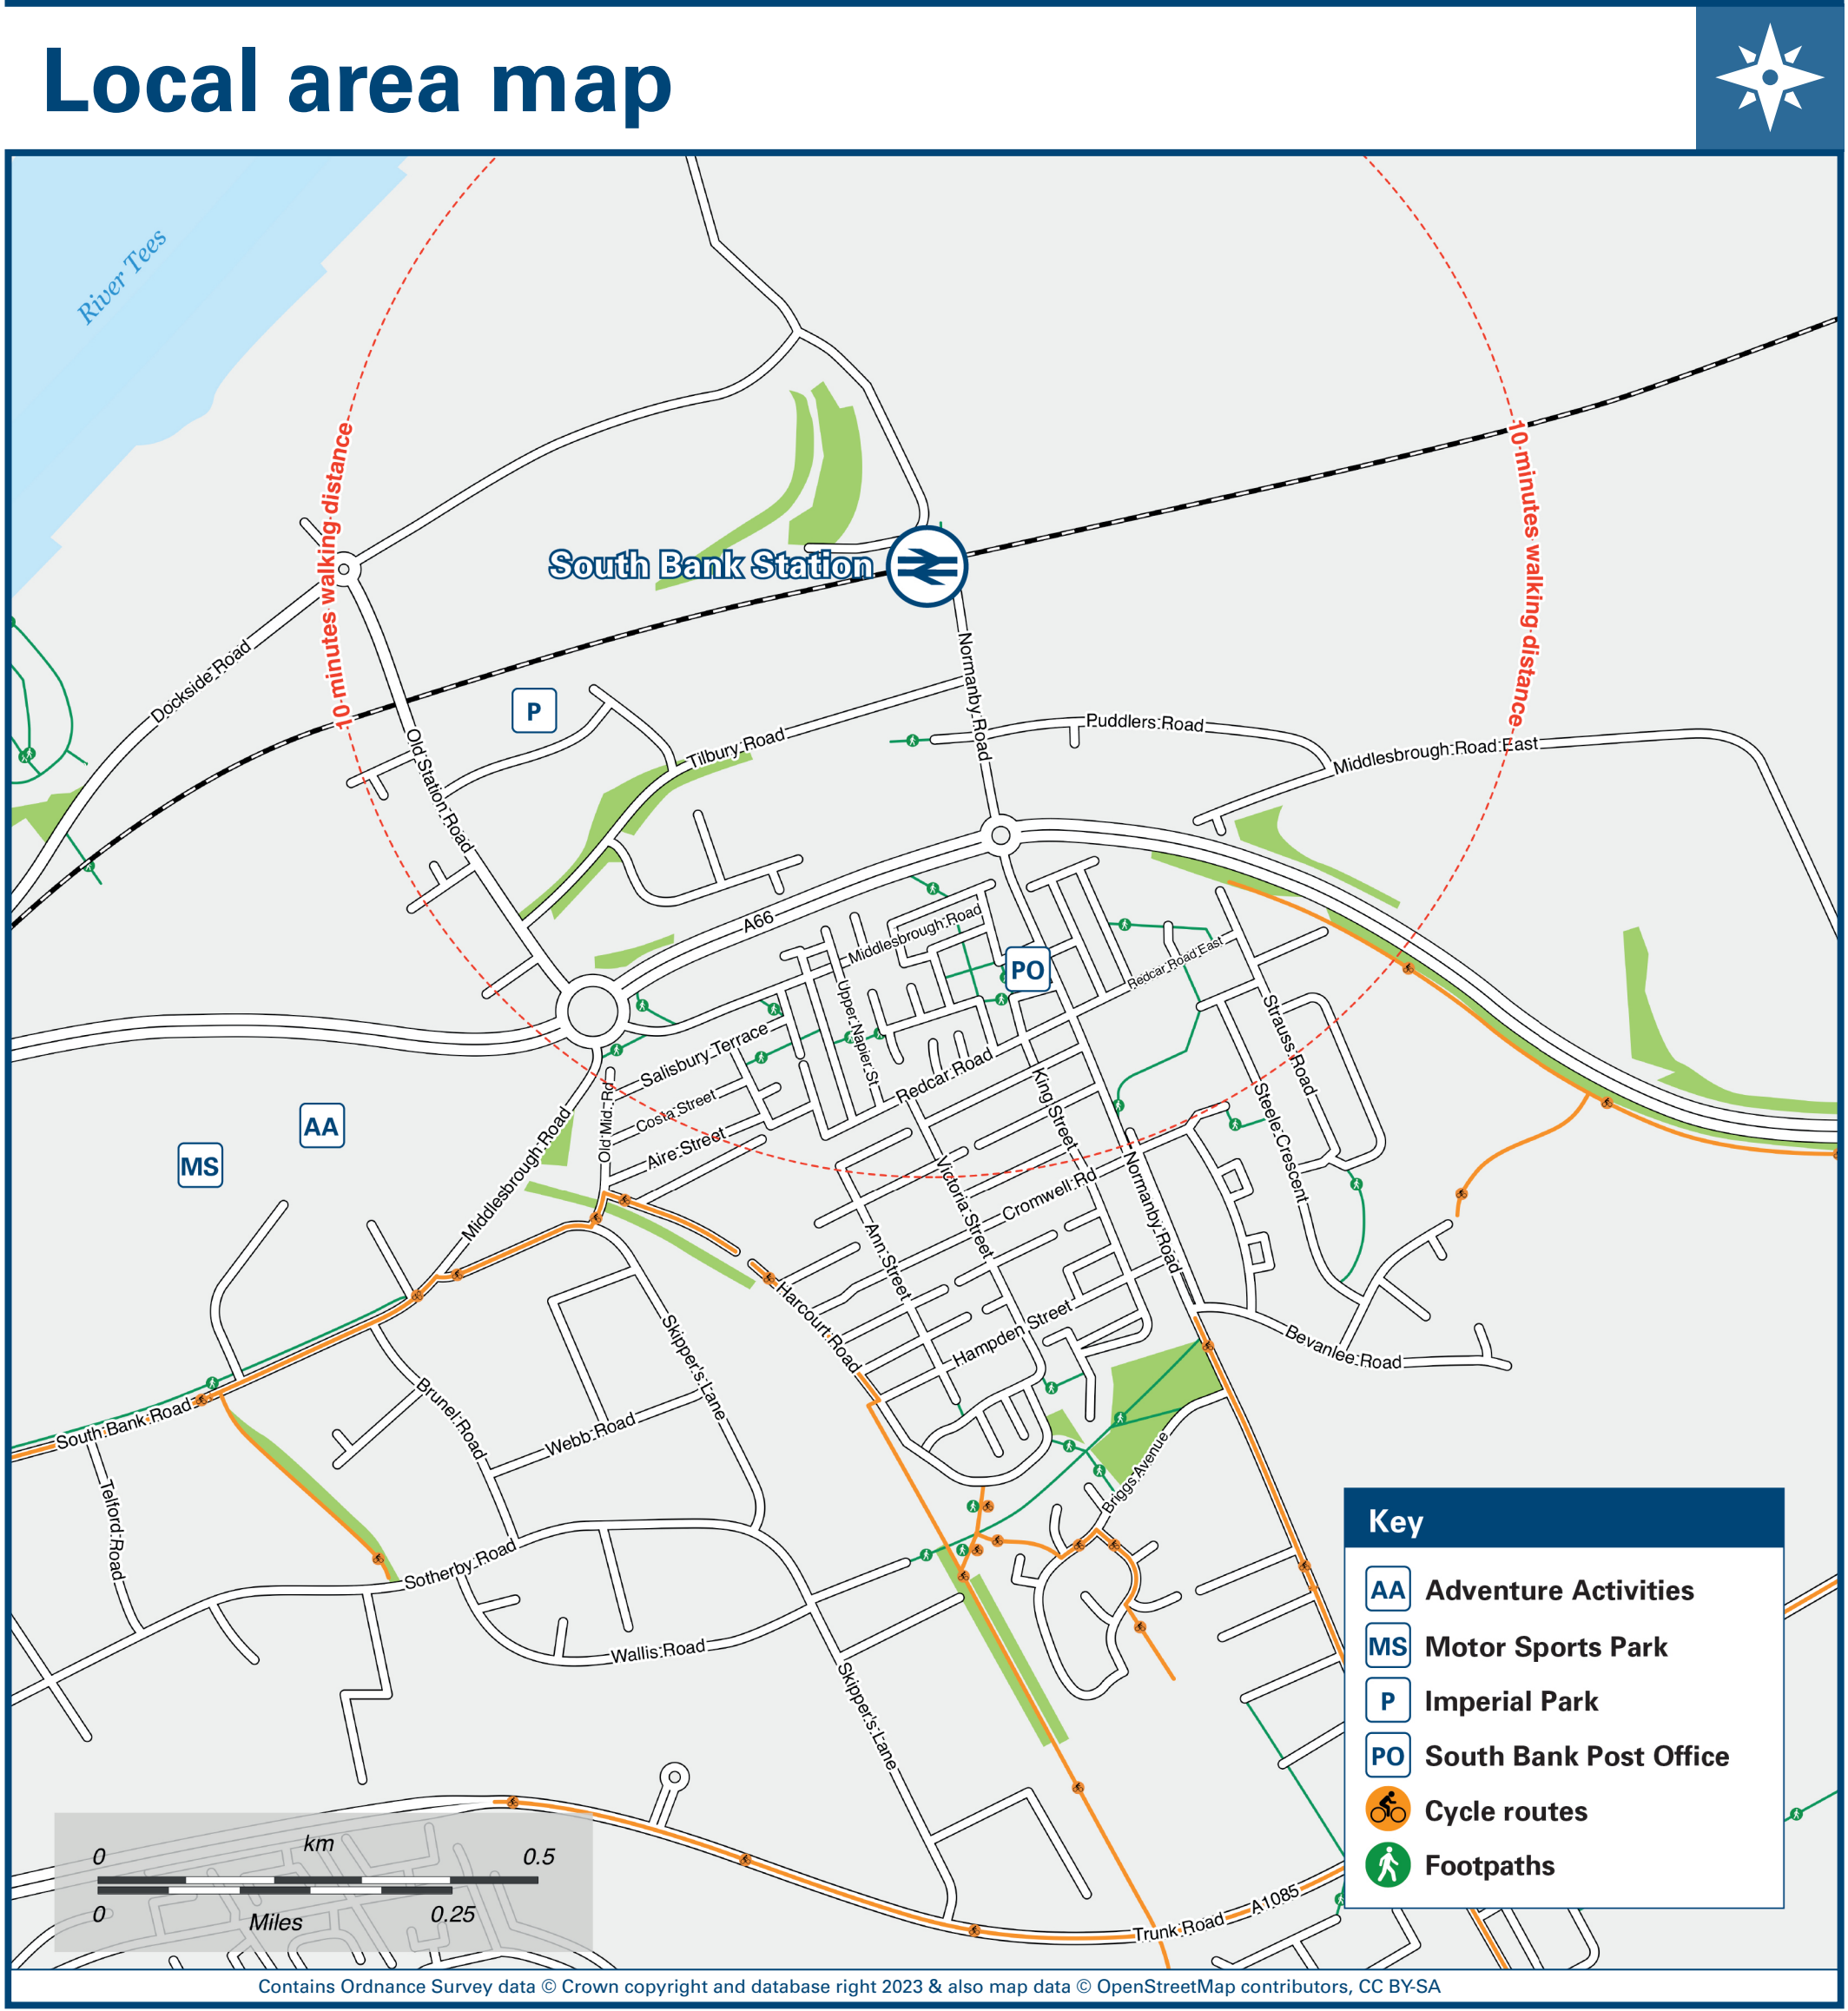 Local area map
River Tees
10 minutes walking distance
10 minutes walking distance
South Bank Station
Dockside Road
Normanby Road
P
Old Station Road
Tilbury Road
Puddlers Road
Middlesbrough Road East
A66
Middlesbrough Road
PO
Redcar Road East
Upper Napier St
Salisbury Terrace
Strauss Road
Old Mid. Rd
Costa Street
Redcar Road
King Street
Steele Crescent
AA
MS
Middlesbrough Road
Aire Street
Victoria Street
Cromwell Rd
Normanby Road
Ann Street
Harcourt Road
Hampden Street
Bevanlee Road
Skipper's Lane
Brunel Road
South Bank Road
Webb Road
Briggs Avenue
Telford Road
Sotherby Road
Wallis Road
Skipper's Lane
Trunk Road
A1085
Key
AA Adventure Activities
MS Motor Sports Park
P Imperial Park
PO South Bank Post Office
Cycle routes
Footpaths
km
0 0.5
0 0.25
Miles
Contains Ordnance Survey data © Crown copyright and database right 2023 & also map data © OpenStreetMap contributors, CC BY-SA